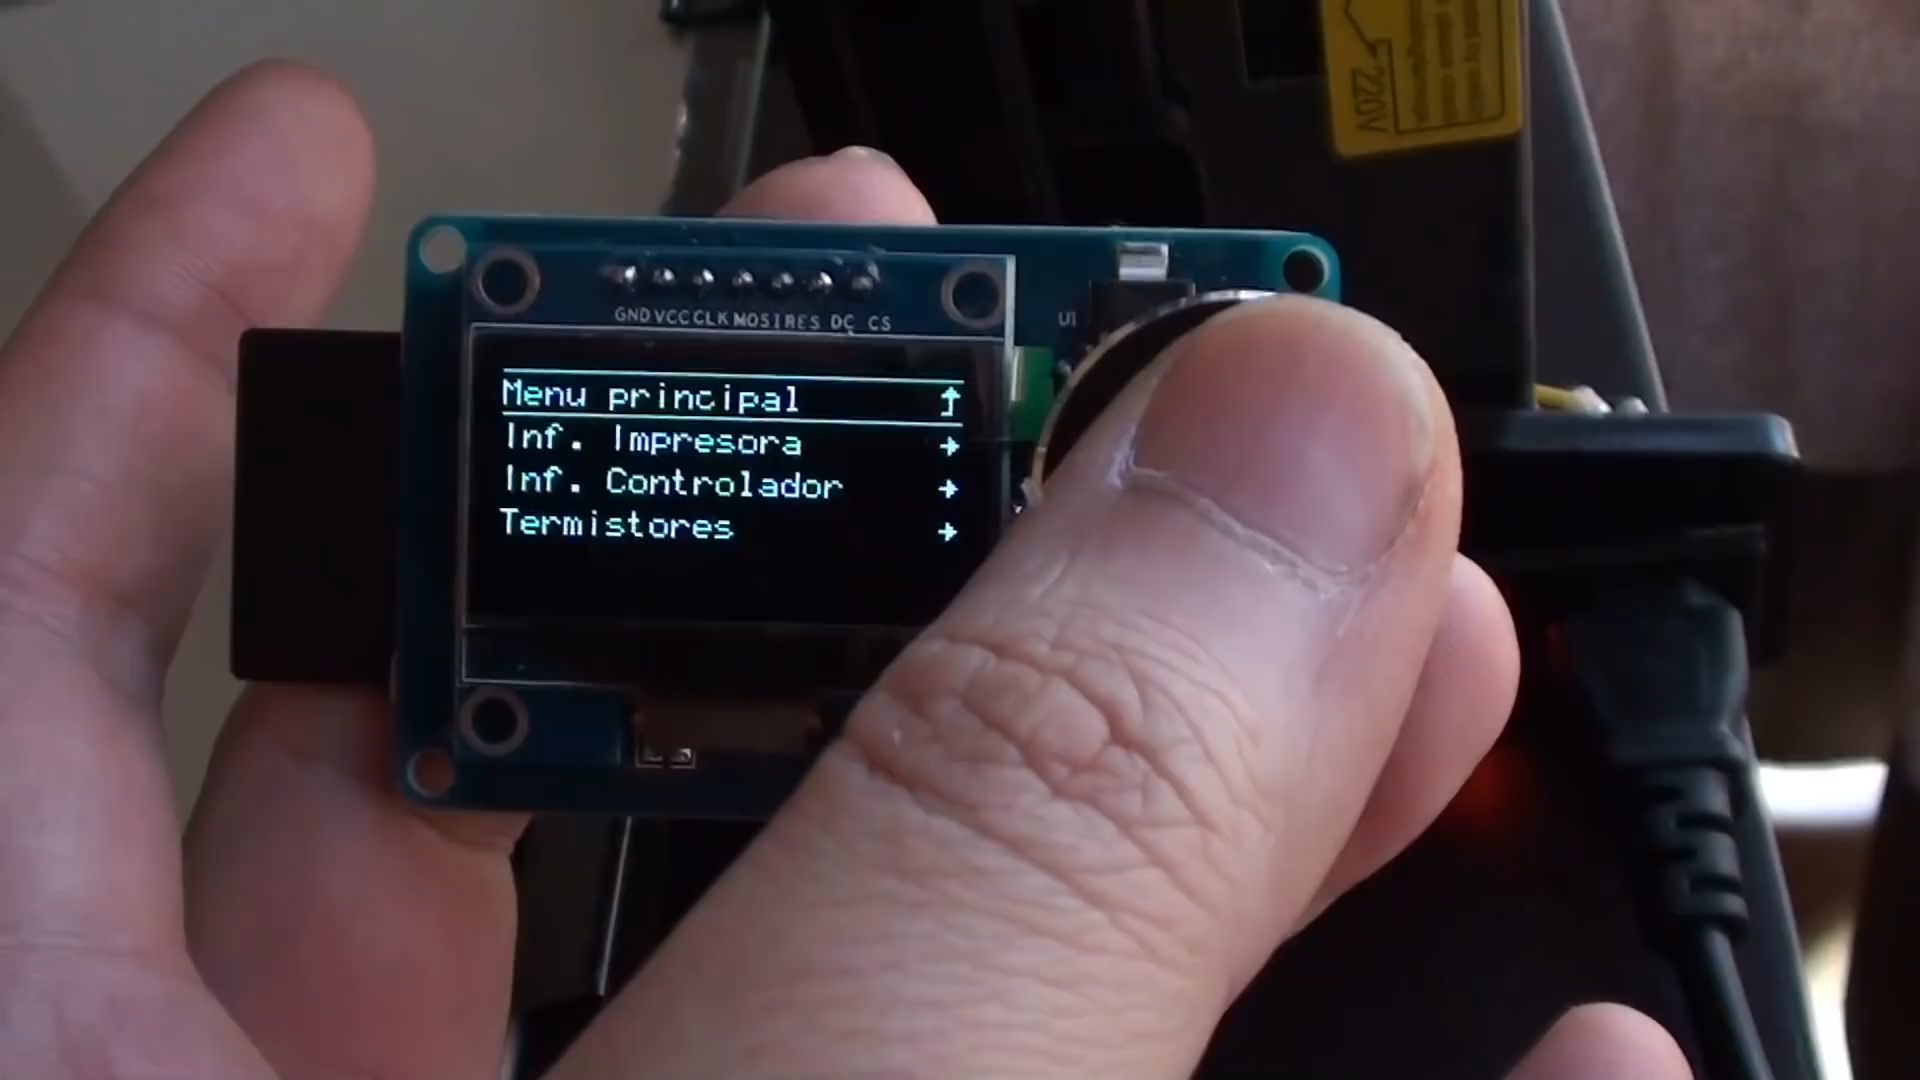 GND VCC CLK MOSI RES DC CS
U1
Menu principal
Inf. Impresora
Inf. Controlador
Termistores
220V